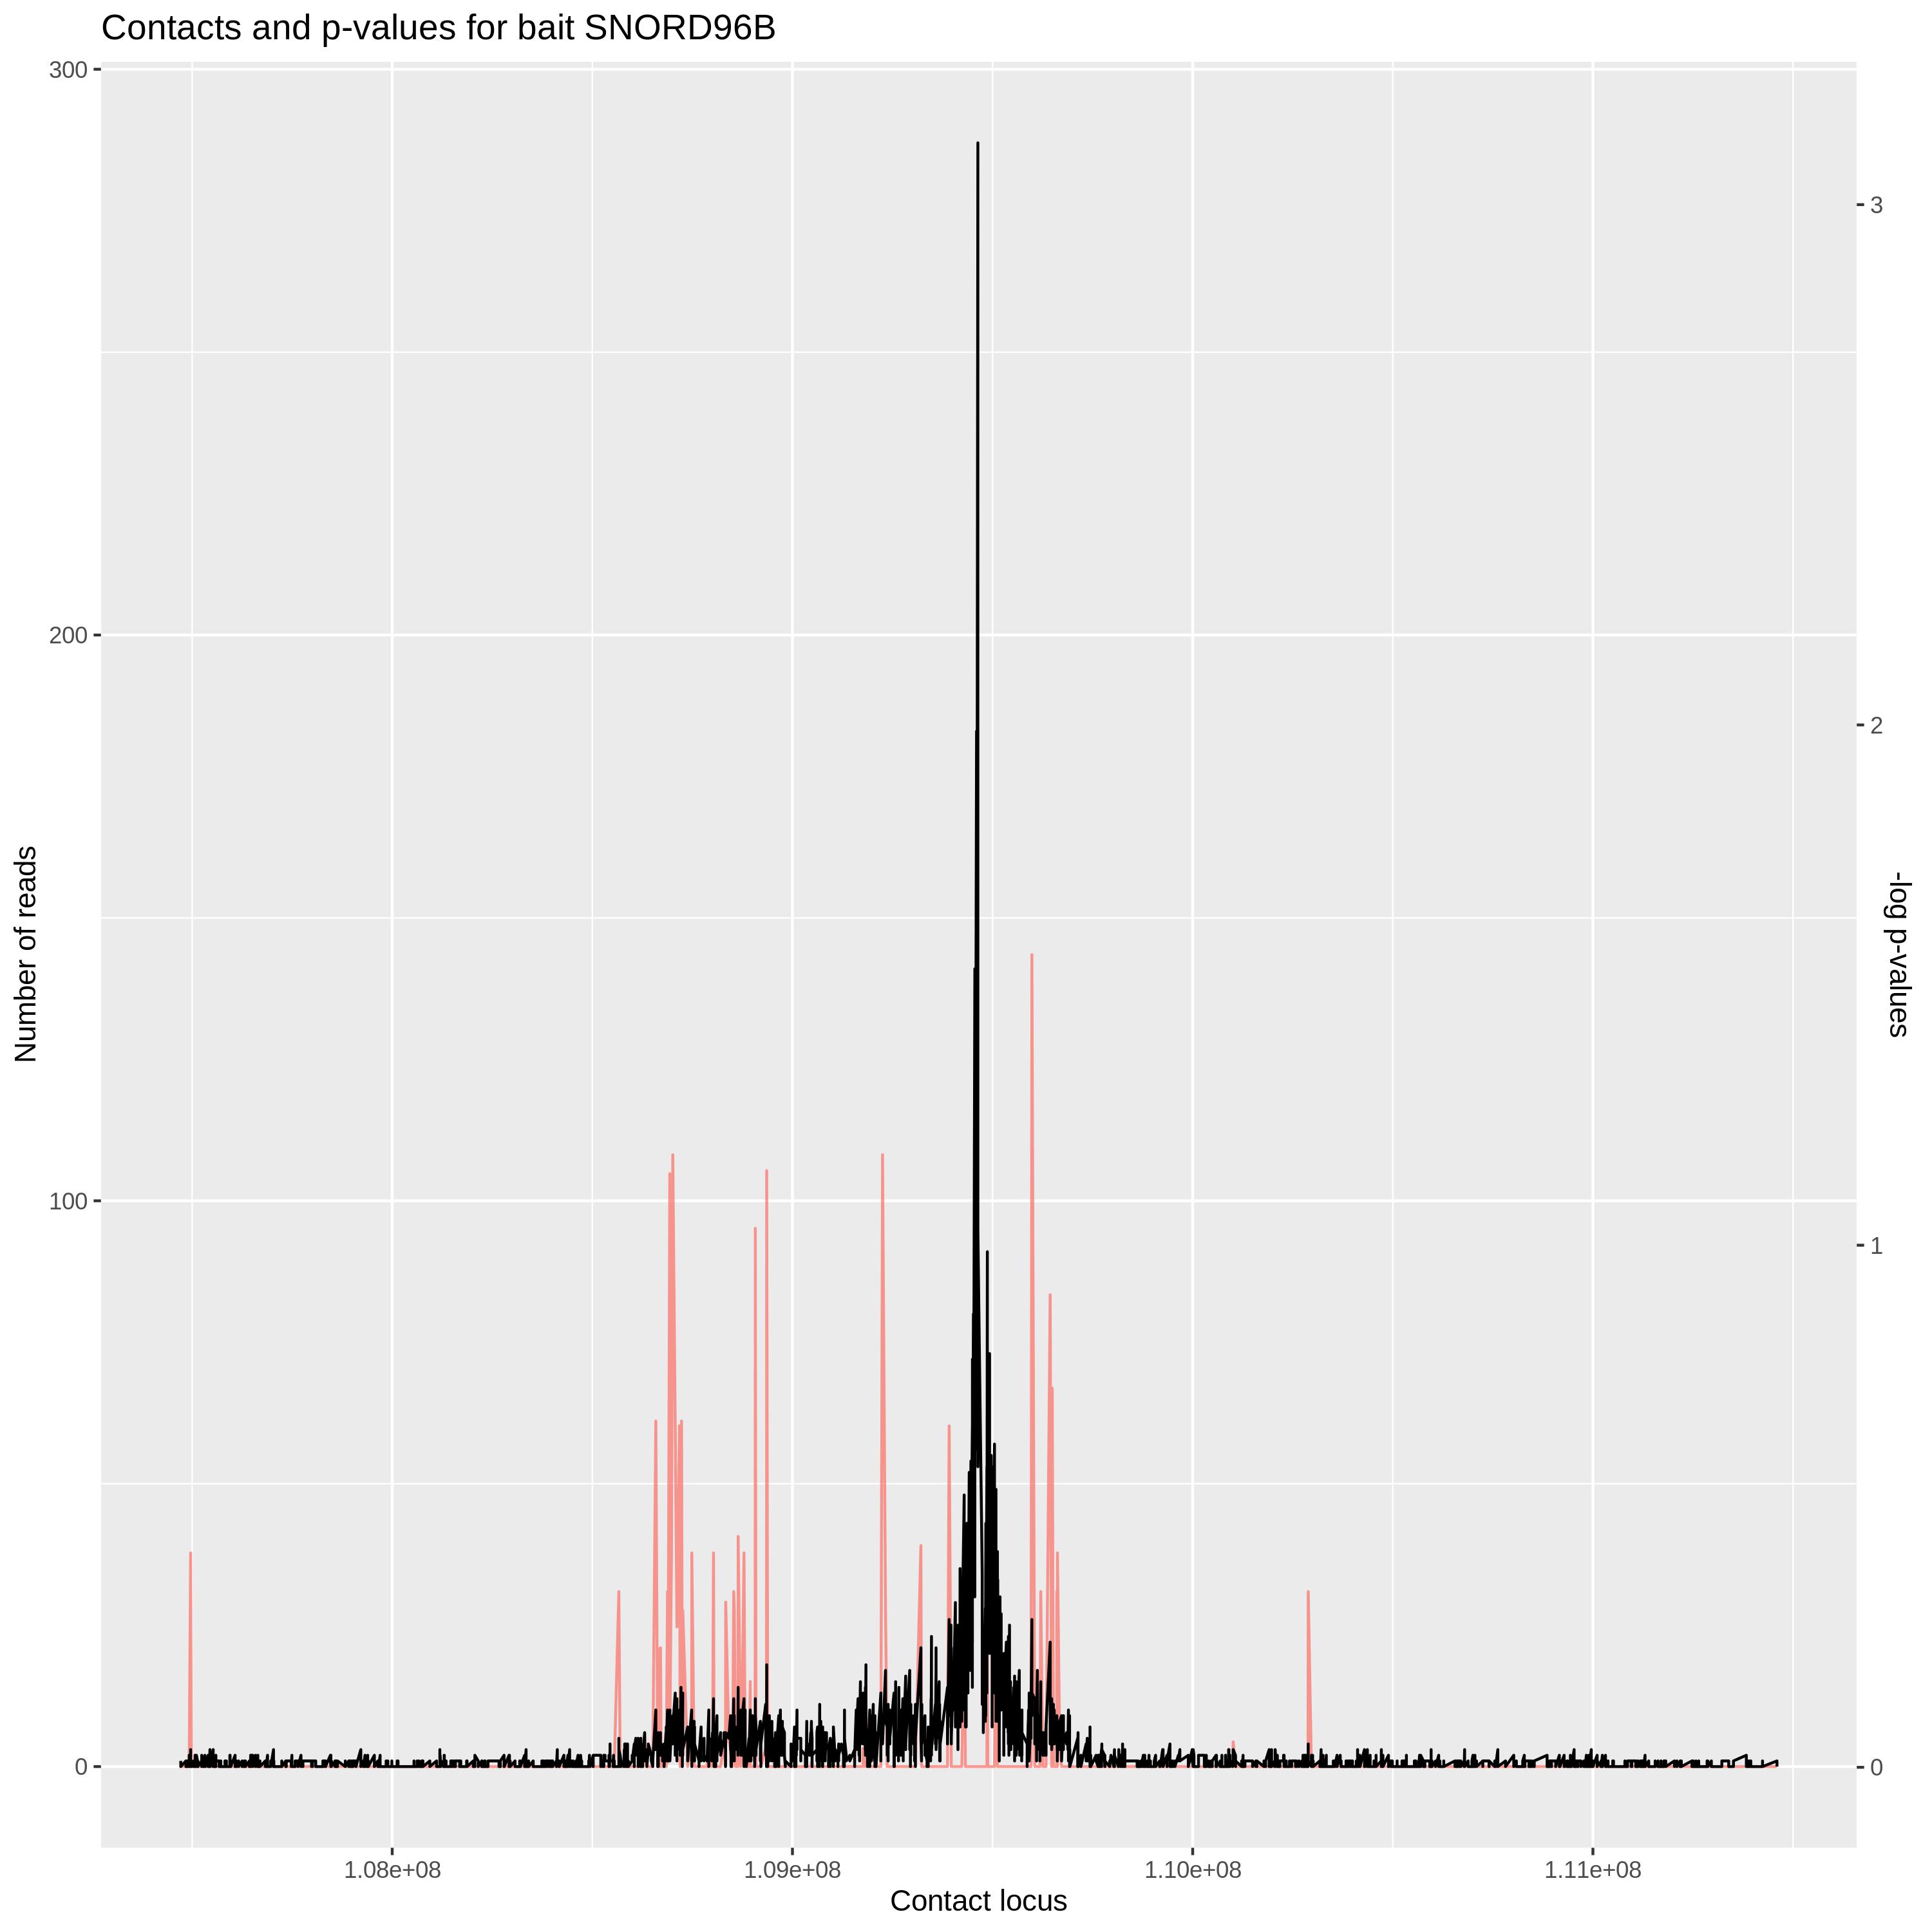 Contacts and p-values for bait SNORD96B
300
200
100
0
Number of reads
3
2
1
0
-log p-values
1.08e+08
1.09e+08
1.10e+08
1.11e+08
Contact locus